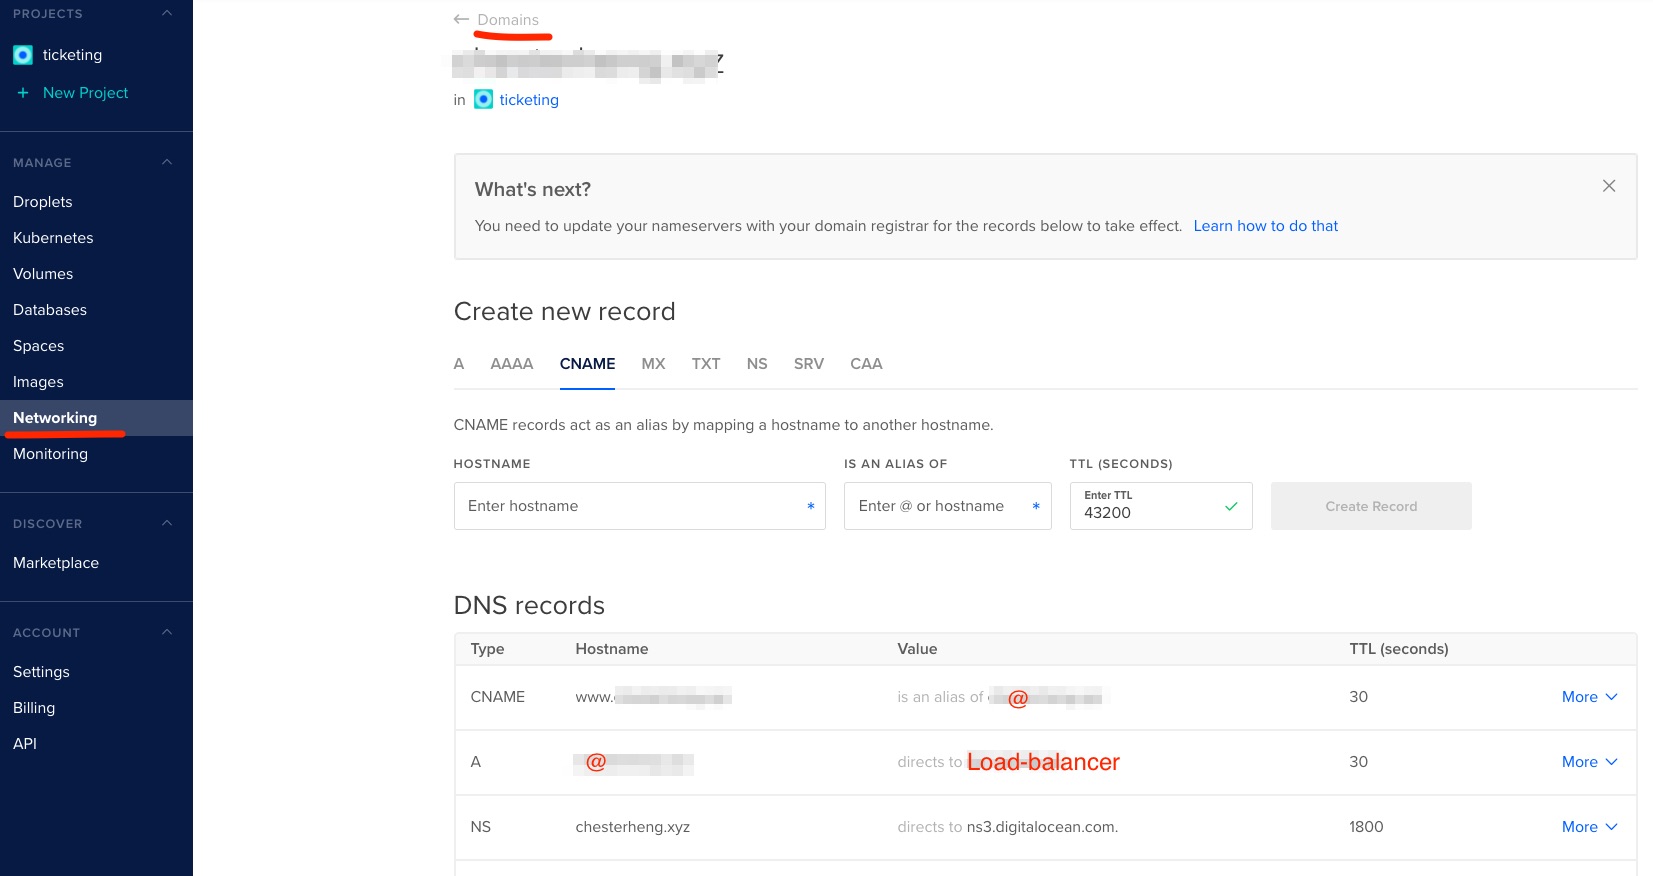 PROJECTS
ticketing
+ New Project
MANAGE
Droplets
Kubernetes
Volumes
Databases
Spaces
Images
Networking
Monitoring
DISCOVER
Marketplace
ACCOUNT
Settings
Billing
API
← Domains
in ticketing
What's next?
You need to update your nameservers with your domain registrar for the records below to take effect. Learn how to do that
Create new record
A AAAA CNAME MX TXT NS SRV CAA
CNAME records act as an alias by mapping a hostname to another hostname.
HOSTNAME IS AN ALIAS OF TTL (SECONDS)
Enter hostname * Enter @ or hostname * Enter TTL
43200
Create Record
DNS records
Type Hostname Value TTL (seconds)
CNAME www. is an alias of @ 30 More
A @ directs to Load-balancer 30 More
NS chesterheng.xyz directs to ns3.digitalocean.com. 1800 More